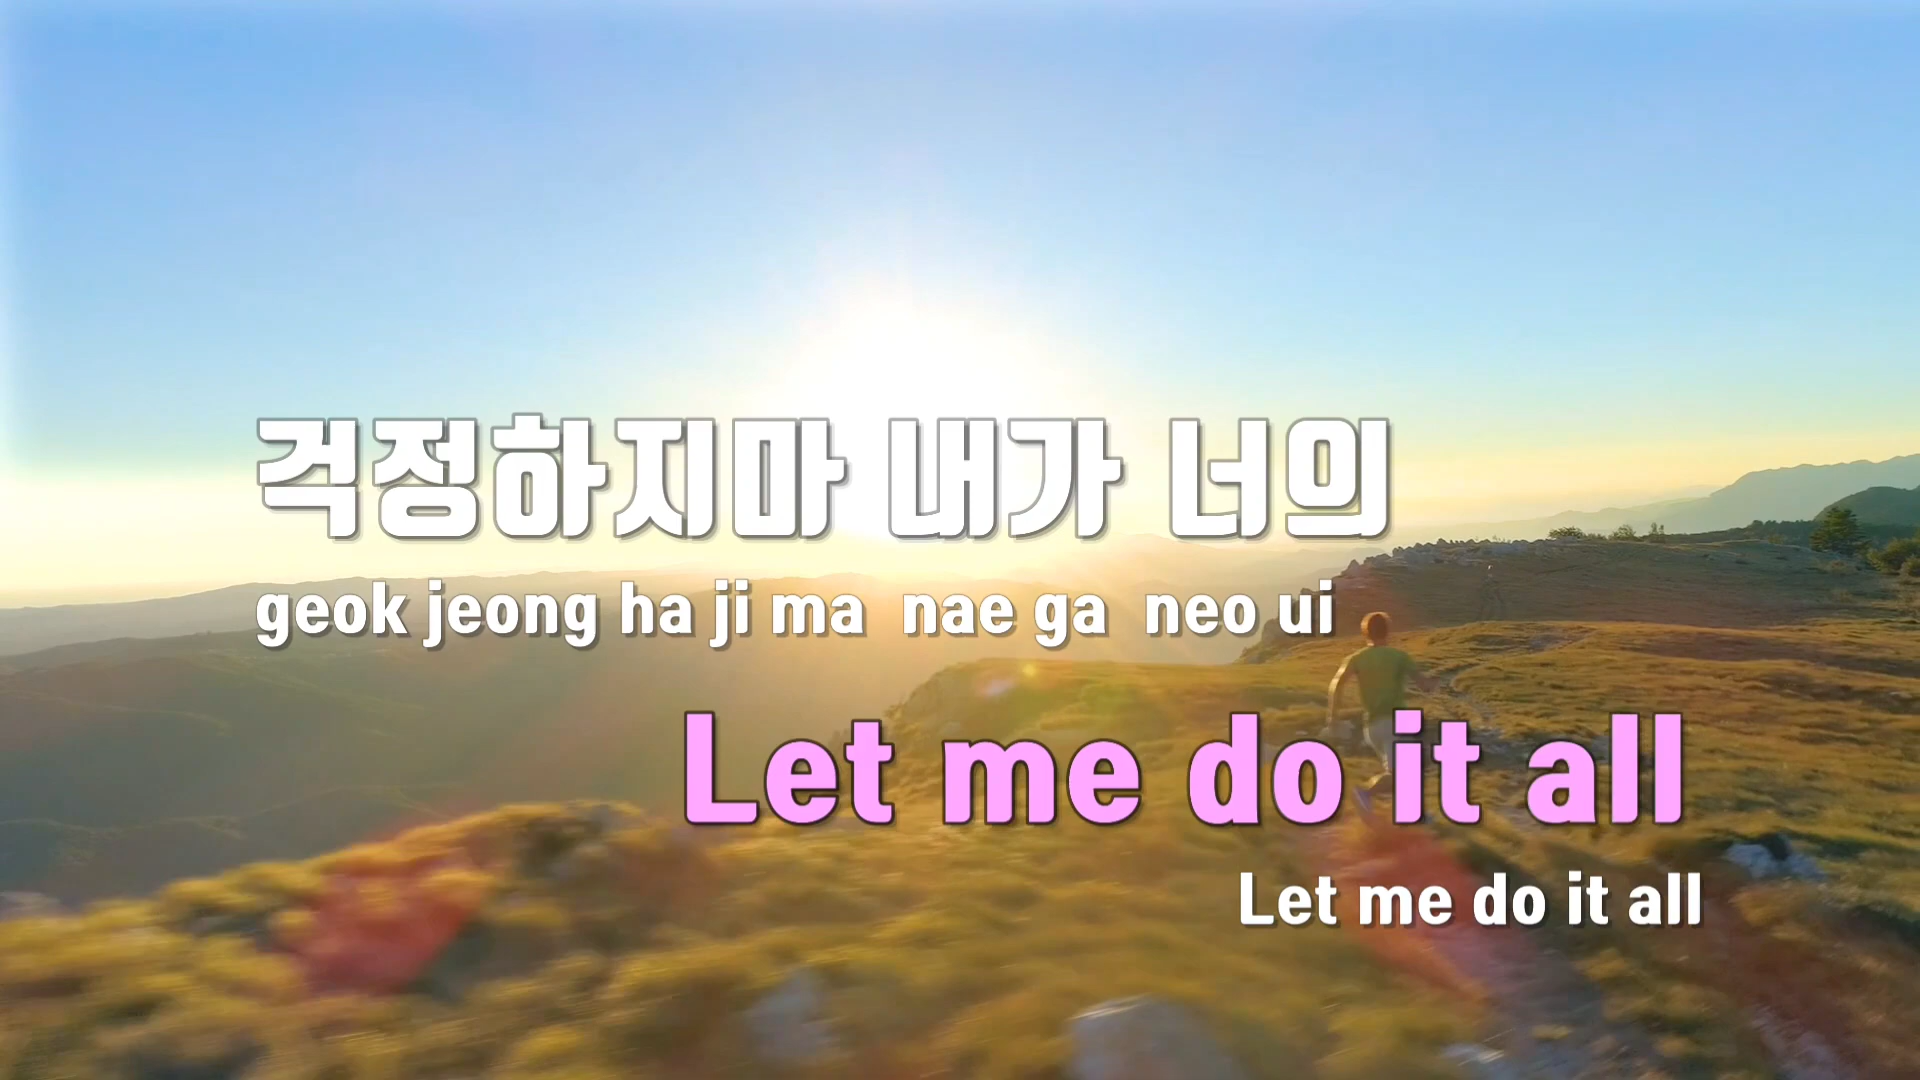 걱정하지마 내가 너의
geok jeong ha ji ma nae ga neo ui
Let me do it all
Let me do it all